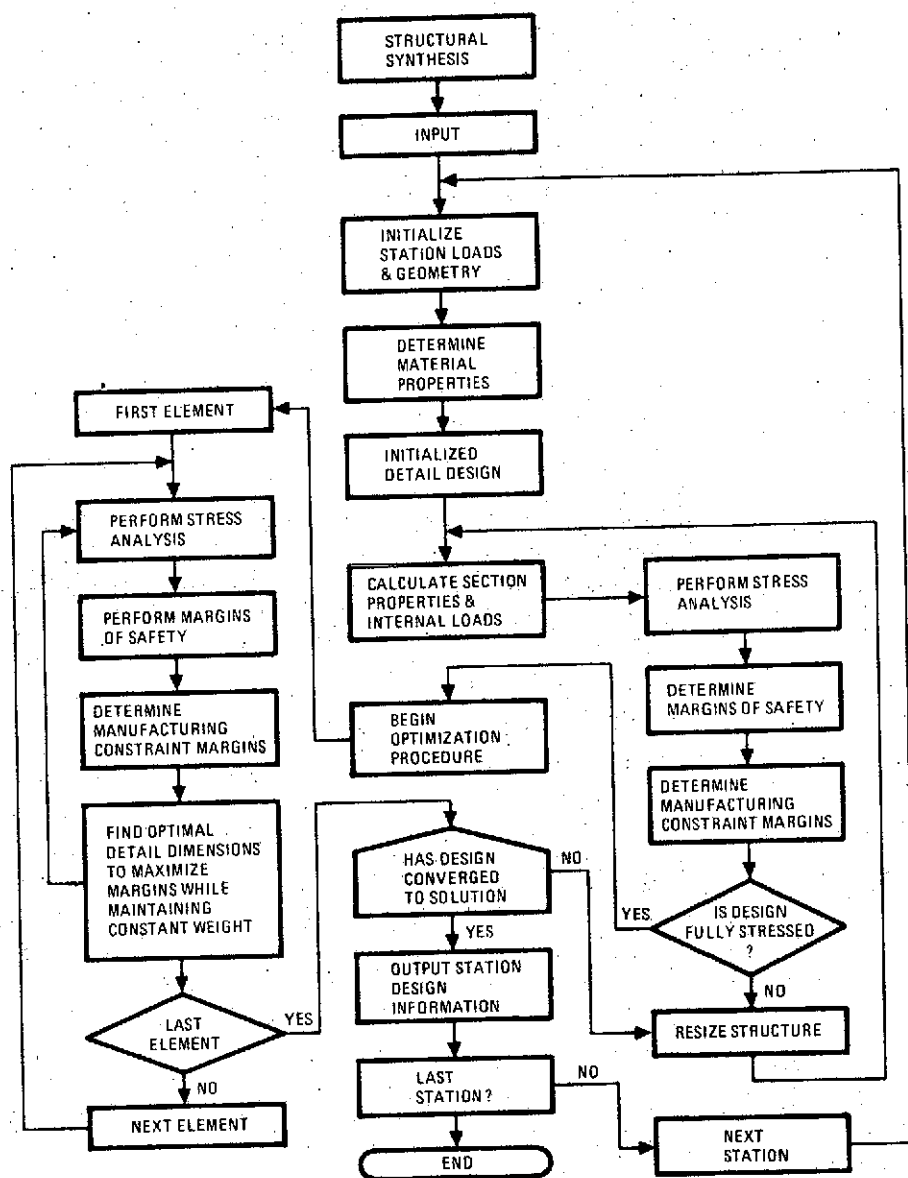 STRUCTURAL
SYNTHESIS
INPUT
INITIALIZE
STATION LOADS
& GEOMETRY
DETERMINE
MATERIAL
PROPERTIES
INITIALIZED
DETAIL DESIGN
CALCULATE SECTION
PROPERTIES &
INTERNAL LOADS
PERFORM STRESS
ANALYSIS
DETERMINE
MARGINS OF SAFETY
DETERMINE
MANUFACTURING
CONSTRAINT MARGINS
IS DESIGN
FULLY STRESSED
?
YES
NO
RESIZE STRUCTURE
BEGIN
OPTIMIZATION
PROCEDURE
FIRST ELEMENT
PERFORM STRESS
ANALYSIS
PERFORM MARGINS
OF SAFETY
DETERMINE
MANUFACTURING
CONSTRAINT MARGINS
FIND OPTIMAL
DETAIL DIMENSIONS
TO MAXIMIZE
MARGINS WHILE
MAINTAINING
CONSTANT WEIGHT
LAST
ELEMENT
YES
NO
NEXT ELEMENT
HAS DESIGN
CONVERGED
TO SOLUTION
NO
YES
OUTPUT STATION
DESIGN
INFORMATION
LAST
STATION?
NO
NEXT
STATION
END